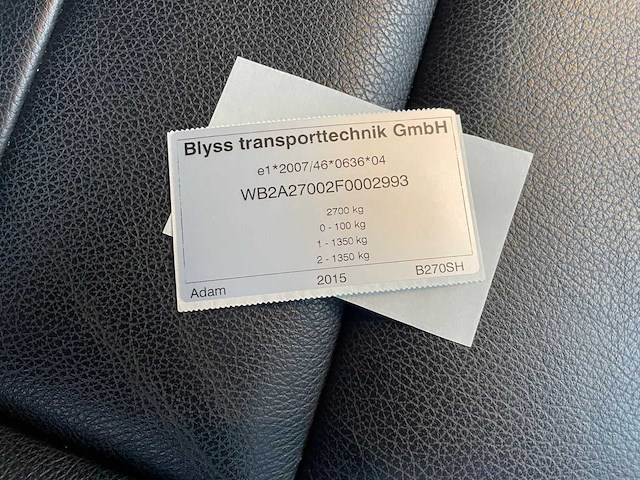 Blyss transporttechnik GmbH
e1*2007/46*0636*04
WB2A27002F0002993
2700 kg
0 - 100 kg
1 - 1350 kg
2 - 1350 kg
Adam 2015 B270SH